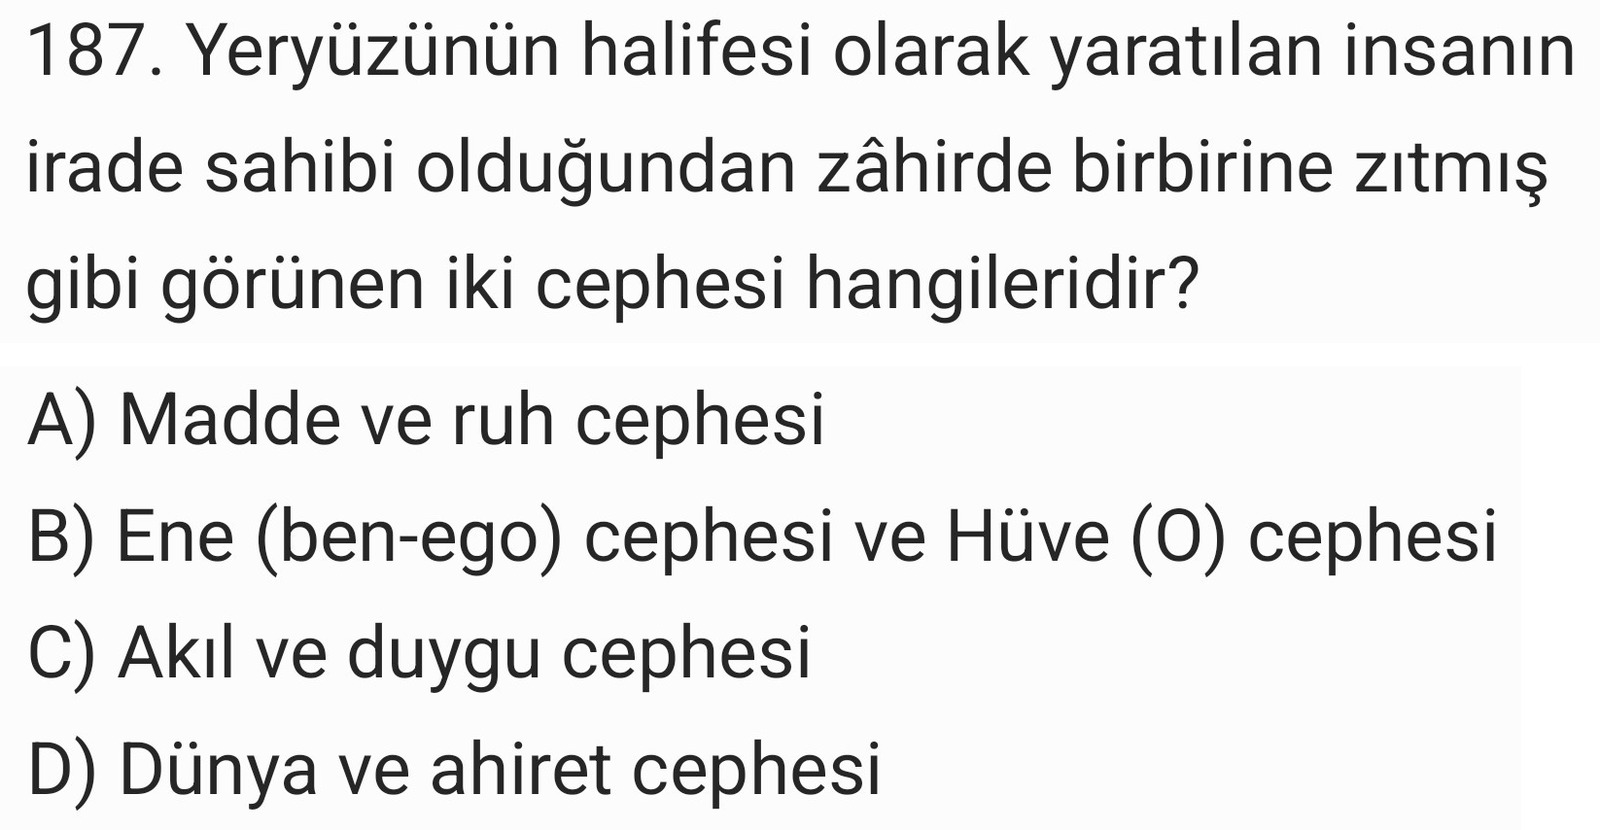 187. Yeryüzünün halifesi olarak yaratılan insanın
irade sahibi olduğundan zâhirde birbirine zıtmış
gibi görünen iki cephesi hangileridir?
A) Madde ve ruh cephesi
B) Ene (ben-ego) cephesi ve Hüve (O) cephesi
C) Akıl ve duygu cephesi
D) Dünya ve ahiret cephesi